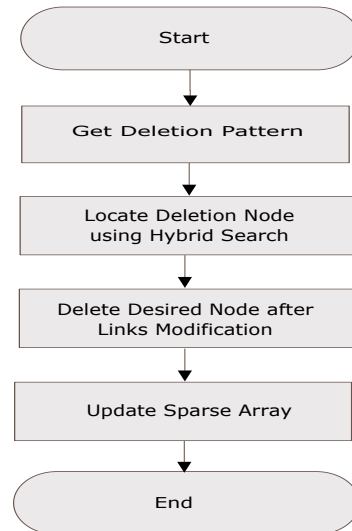 Start
Get Deletion Pattern
Locate Deletion Node
using Hybrid Search
Delete Desired Node after
Links Modification
Update Sparse Array
End